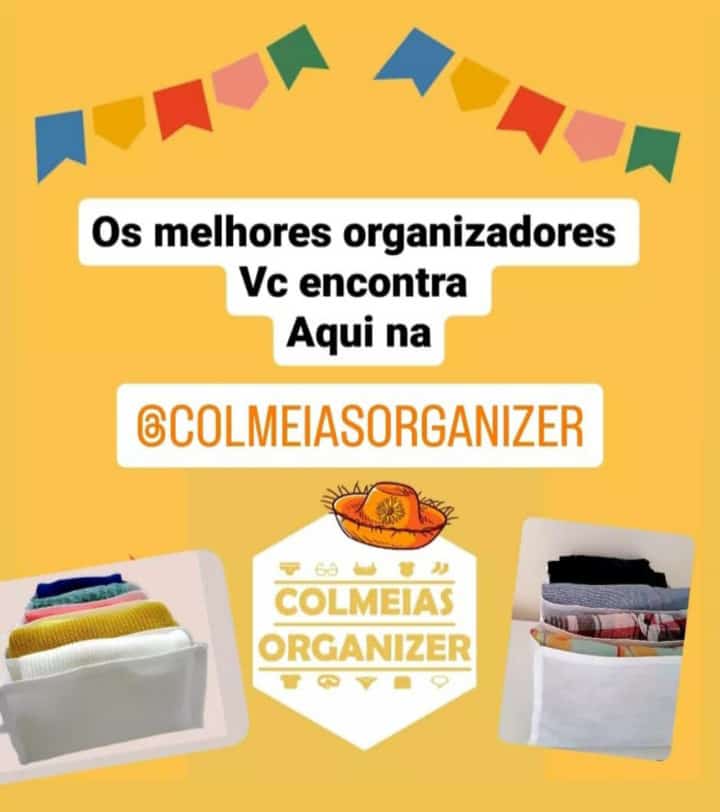 Os melhores organizadores
Vc encontra
Aqui na
@COLMEIASORGANIZER
COLMEIAS
ORGANIZER